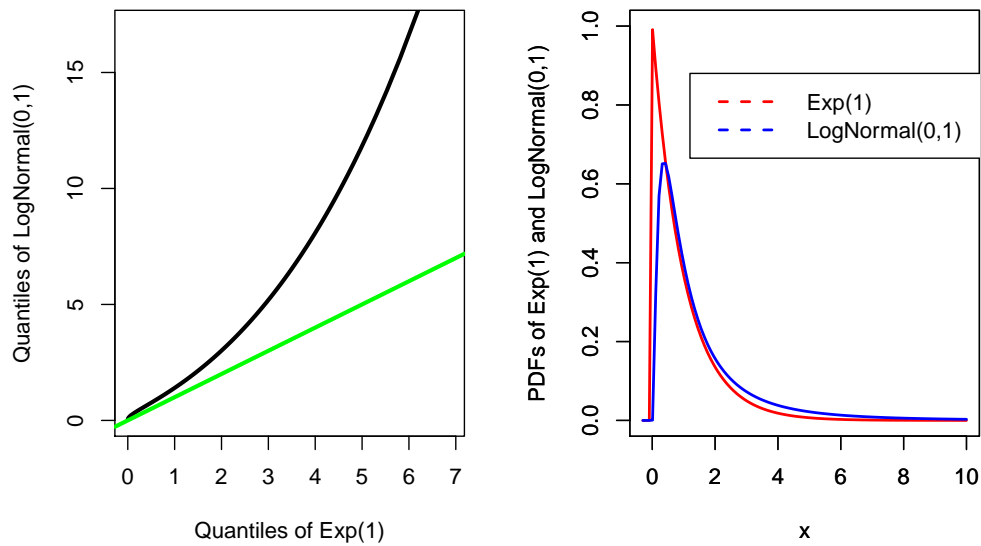 Quantiles of LogNormal(0,1)
0
5
10
15
0 1 2 3 4 5 6 7
Quantiles of Exp(1)
PDFs of Exp(1) and LogNormal(0,1)
0.0
0.2
0.4
0.6
0.8
1.0
Exp(1)
LogNormal(0,1)
0 2 4 6 8 10
x